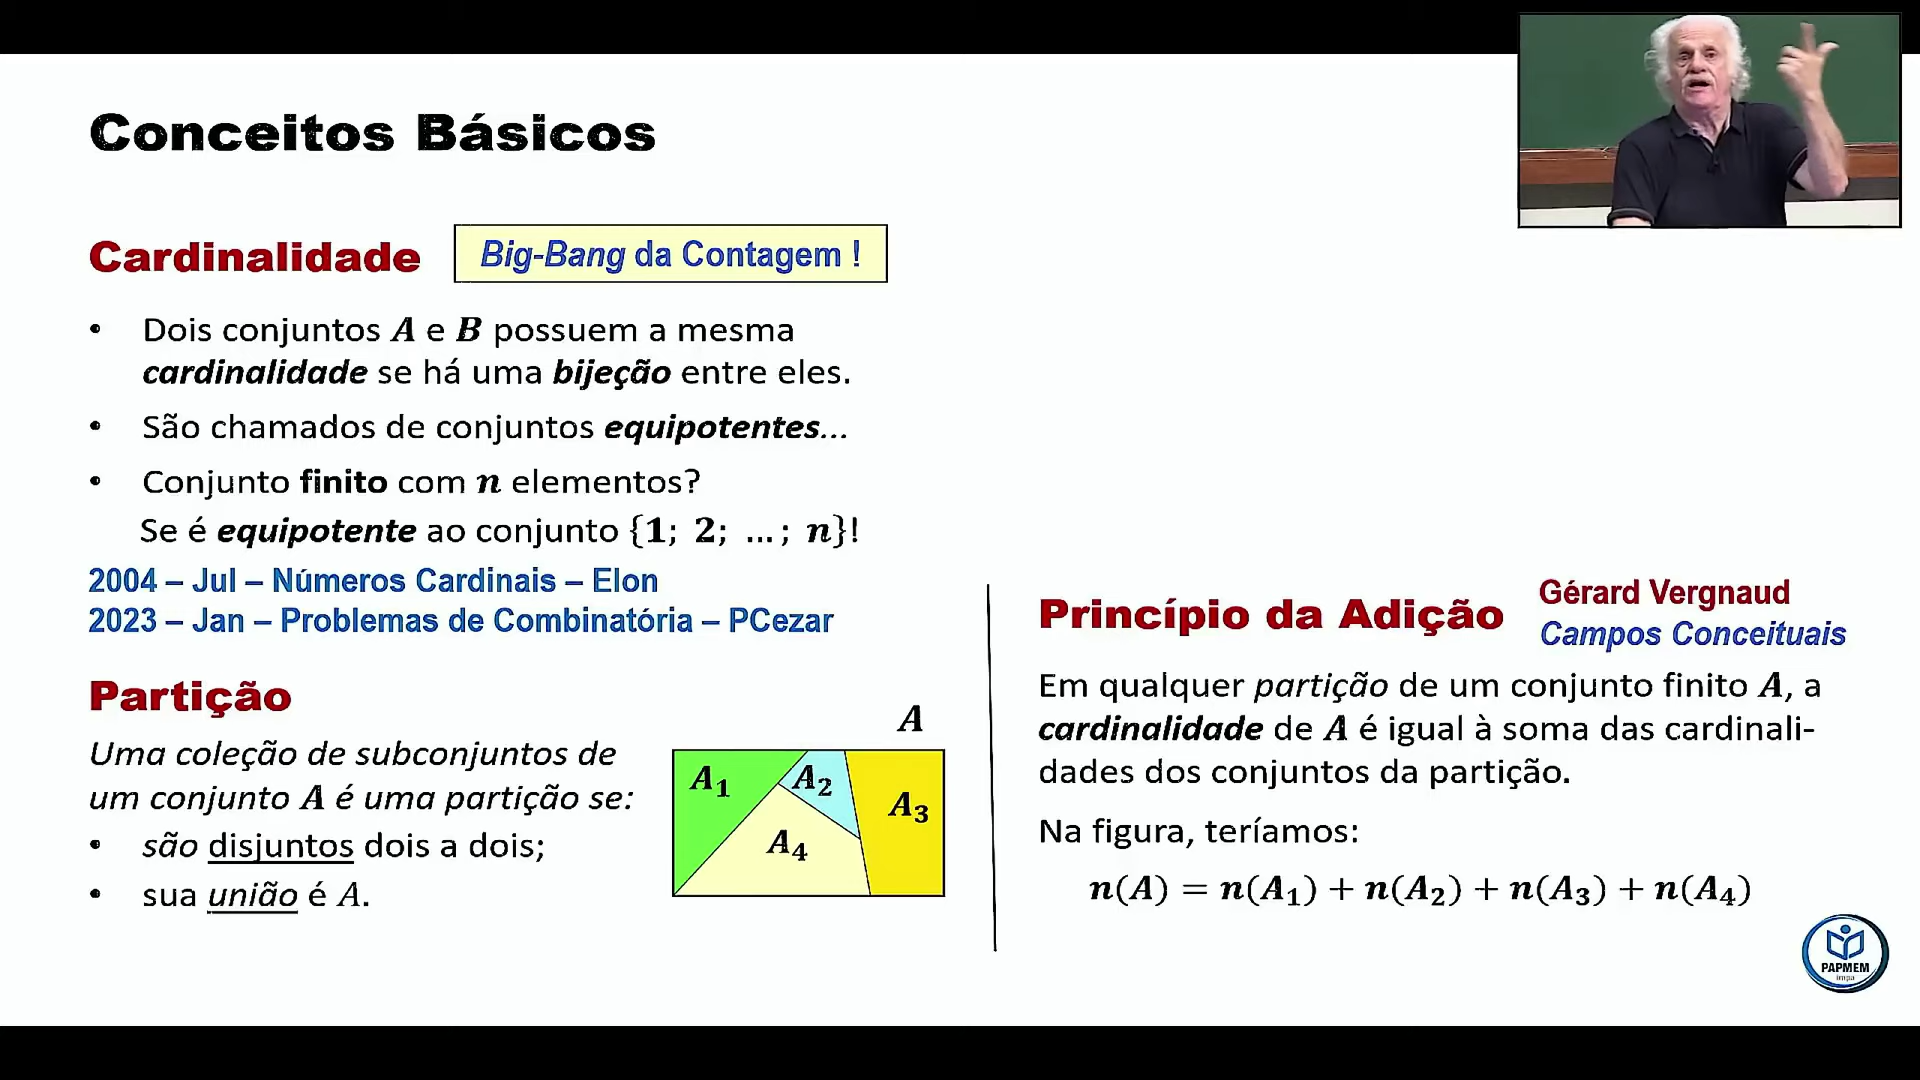 Conceitos Básicos
Cardinalidade
Big-Bang da Contagem !
• Dois conjuntos A e B possuem a mesma
cardinalidade se há uma bijeção entre eles.
• São chamados de conjuntos equipotentes...
• Conjunto finito com n elementos?
Se é equipotente ao conjunto {1; 2; ...; n}!
2004 – Jul – Números Cardinais – Elon
2023 – Jan – Problemas de Combinatória – PCezar
Partição
Uma coleção de subconjuntos de
um conjunto A é uma partição se:
• são disjuntos dois a dois;
• sua união é A.
A
A₁
A₂
A₃
A₄
Princípio da Adição
Gérard Vergnaud
Campos Conceituais
Em qualquer partição de um conjunto finito A, a
cardinalidade de A é igual à soma das cardinali-
dades dos conjuntos da partição.
Na figura, teríamos:
n(A) = n(A₁) + n(A₂) + n(A₃) + n(A₄)
PAPMEM
impa